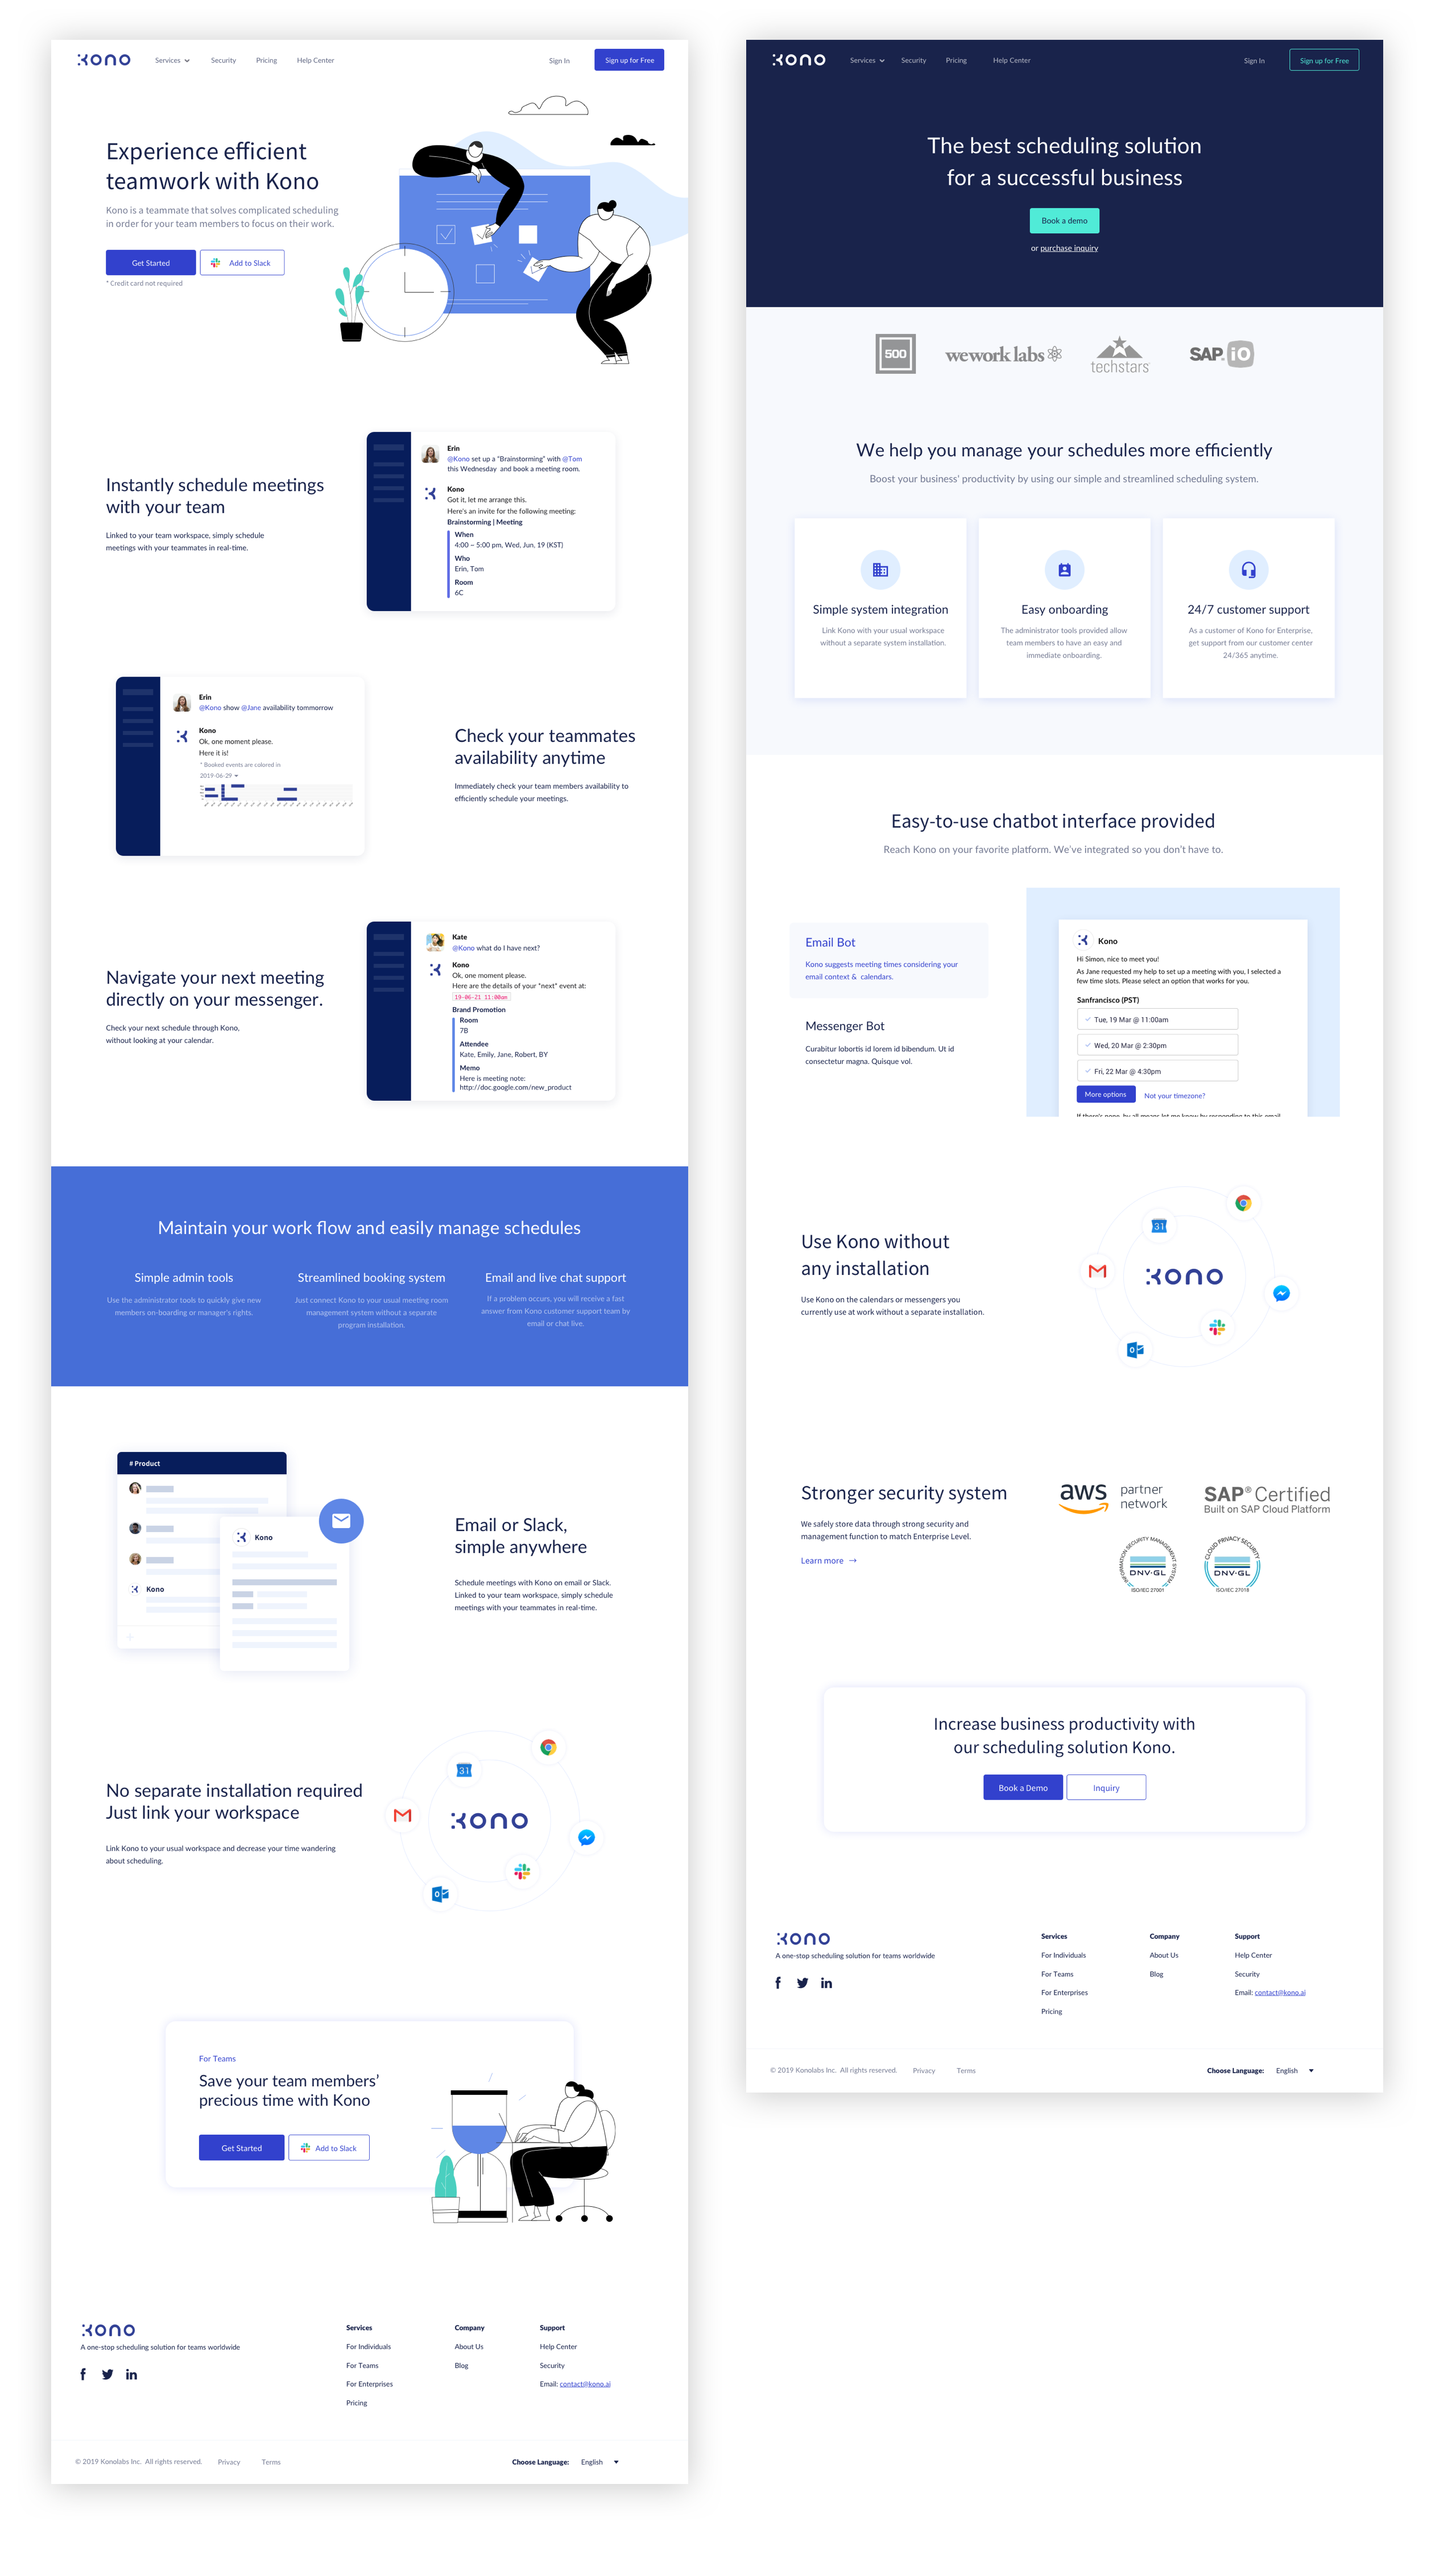 kono
Services
Security
Pricing
Help Center
Sign In
Sign up for Free
Experience efficient
teamwork with Kono
Kono is a teammate that solves complicated scheduling
in order for your team members to focus on their work.
Get Started
Add to Slack
* Credit card not required
Instantly schedule meetings
with your team
Linked to your team workspace, simply schedule
meetings with your teammates in real-time.
Erin
@Kono set up a "Brainstorming" with @Tom
this Wednesday and book a meeting room.
Kono
Got it, let me arrange this.
Here's an invite for the following meeting:
Brainstorming | Meeting
When
4:00 – 5:00 pm, Wed, Jun, 19 (KST)
Who
Erin, Tom
Room
6C
Erin
@Kono show @Jane availability tommorrow
Kono
Ok, one moment please.
Here it is!
* Booked events are colored in
2019-06-29
Check your teammates
availability anytime
Immediately check your team members availability to
efficiently schedule your meetings.
Navigate your next meeting
directly on your messenger.
Check your next schedule through Kono,
without looking at your calendar.
Kate
@Kono what do I have next?
Kono
Ok, one moment please.
Here are the details of your "next" event at:
19-06-21 11:00am
Brand Promotion
Room
7B
Attendee
Kate, Emily, Jane, Robert, BY
Memo
Here is meeting note:
http://doc.google.com/new_product
Maintain your work flow and easily manage schedules
Simple admin tools
Use the administrator tools to quickly give new
members on-boarding or manager's rights.
Streamlined booking system
Just connect Kono to your usual meeting room
management system without a separate
program installation.
Email and live chat support
If a problem occurs, you will receive a fast
answer from Kono customer support team by
email or chat live.
# Product
Kono
Kono
Email or Slack,
simple anywhere
Schedule meetings with Kono on email or Slack.
Linked to your team workspace, simply schedule
meetings with your teammates in real-time.
No separate installation required
Just link your workspace
Link Kono to your usual workspace and decrease your time wandering
about scheduling.
31
kono
For Teams
Save your team members'
precious time with Kono
Get Started
Add to Slack
kono
A one-stop scheduling solution for teams worldwide
Services
For Individuals
For Teams
For Enterprises
Pricing
Company
About Us
Blog
Support
Help Center
Security
Email: contact@kono.ai
© 2019 Konolabs Inc. All rights reserved.
Privacy
Terms
Choose Language:
English
kono
Services
Security
Pricing
Help Center
Sign In
Sign up for Free
The best scheduling solution
for a successful business
Book a demo
or purchase inquiry
500
wework labs
techstars
SAP iO
We help you manage your schedules more efficiently
Boost your business' productivity by using our simple and streamlined scheduling system.
Simple system integration
Link Kono with your usual workspace
without a separate system installation.
Easy onboarding
The administrator tools provided allow
team members to have an easy and
immediate onboarding.
24/7 customer support
As a customer of Kono for Enterprise,
get support from our customer center
24/365 anytime.
Easy-to-use chatbot interface provided
Reach Kono on your favorite platform. We've integrated so you don't have to.
Email Bot
Kono suggests meeting times considering your
email context & calendars.
Messenger Bot
Curabitur lobortis id lorem id bibendum. Ut id
consectetur magna. Quisque vol.
Kono
Hi Simon, nice to meet you!
As Jane requested my help to set up a meeting with you, I selected a
few time slots. Please select an option that works for you.
Sanfrancisco (PST)
Tue, 19 Mar @ 11:00am
Wed, 20 Mar @ 2:30pm
Fri, 22 Mar @ 4:30pm
More options
Not your timezone?
If there's none, by all means let me know by responding to this email
Use Kono without
any installation
Use Kono on the calendars or messengers you
currently use at work without a separate installation.
31
kono
Stronger security system
We safely store data through strong security and
management function to match Enterprise Level.
Learn more →
aws
partner
network
SAP® Certified
Built on SAP Cloud Platform
INFORMATION SECURITY MANAGEMENT SYSTEM
DNV·GL
ISO/IEC 27001
CLOUD PRIVACY SECURITY
DNV·GL
ISO/IEC 27018
Increase business productivity with
our scheduling solution Kono.
Book a Demo
Inquiry
kono
A one-stop scheduling solution for teams worldwide
Services
For Individuals
For Teams
For Enterprises
Pricing
Company
About Us
Blog
Support
Help Center
Security
Email: contact@kono.ai
© 2019 Konolabs Inc. All rights reserved.
Privacy
Terms
Choose Language:
English